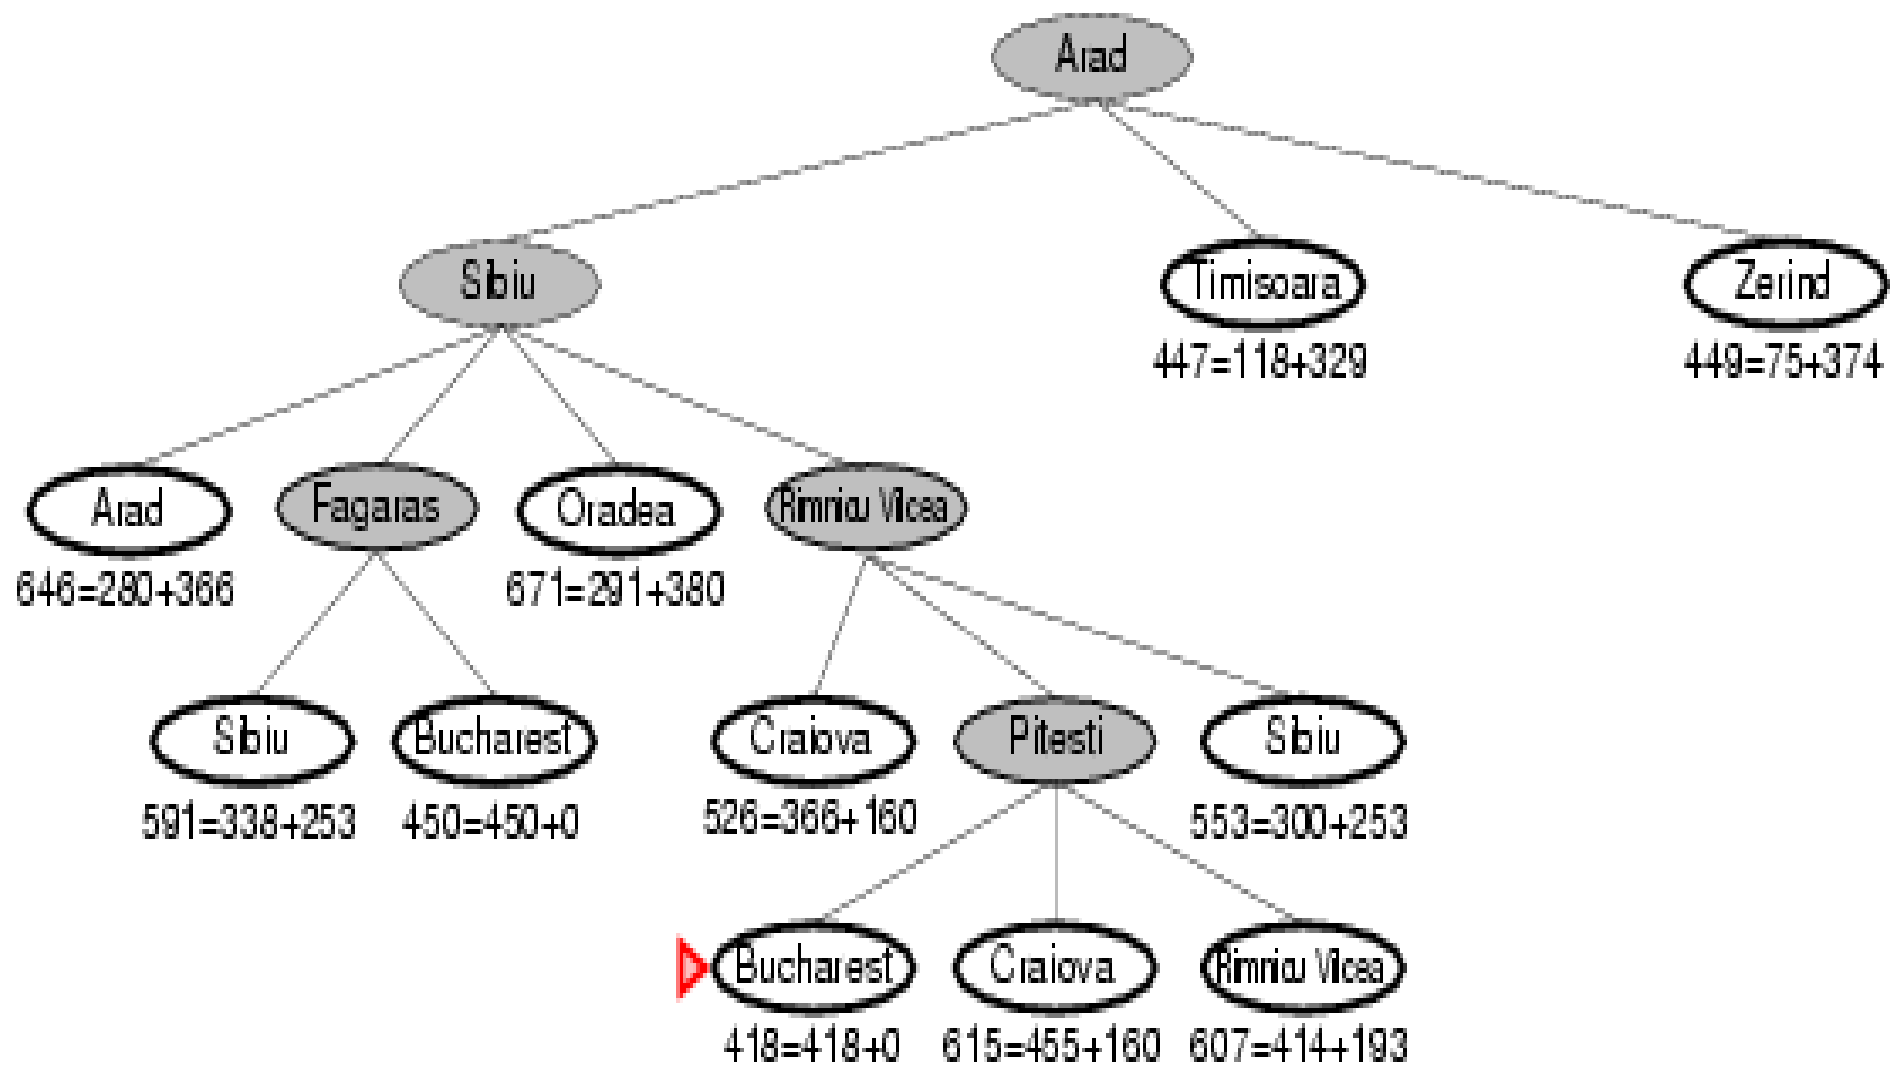 Arad
Sibiu
Timisoara
Zerind
447=118+329
449=75+374
Arad
Fagaras
Oradea
Rimnicu Vilcea
646=280+366
671=291+380
Sibiu
Bucharest
Craiova
Pitesti
Sibiu
591=338+253
450=450+0
526=366+160
553=300+253
Bucharest
Craiova
Rimnicu Vilcea
418=418+0
615=455+160
607=414+193